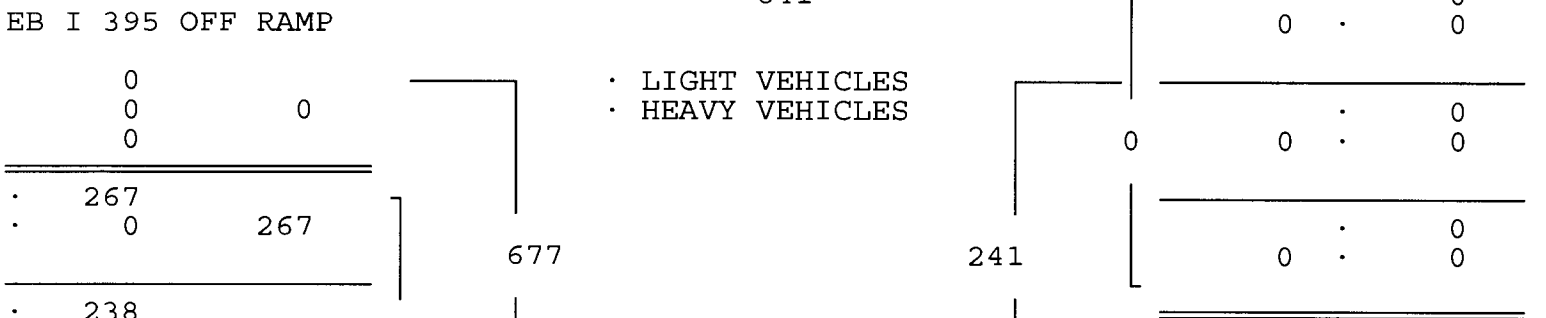 EB I 395 OFF RAMP
0 · 0
0
· LIGHT VEHICLES
0 0
· HEAVY VEHICLES
· 0
0
0 0 · 0
· 267
· 0 267
· 0
677
241
0 · 0
· 238